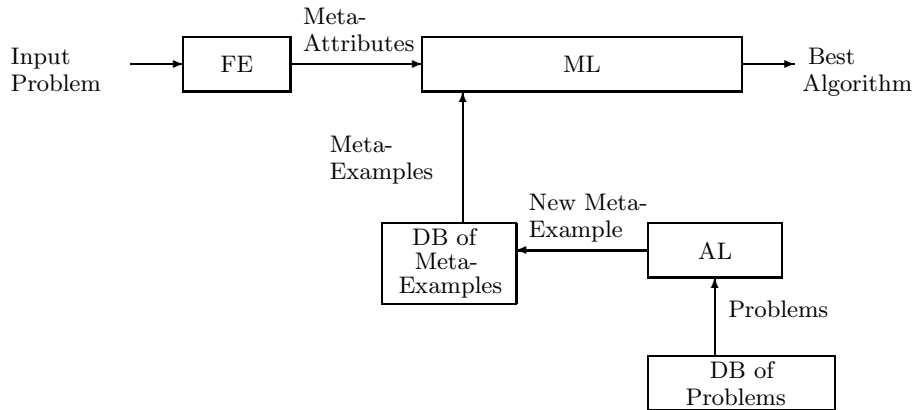 Meta-
Attributes
Input
Problem
FE
ML
Best
Algorithm
Meta-
Examples
New Meta-
Example
DB of
Meta-
Examples
AL
Problems
DB of
Problems